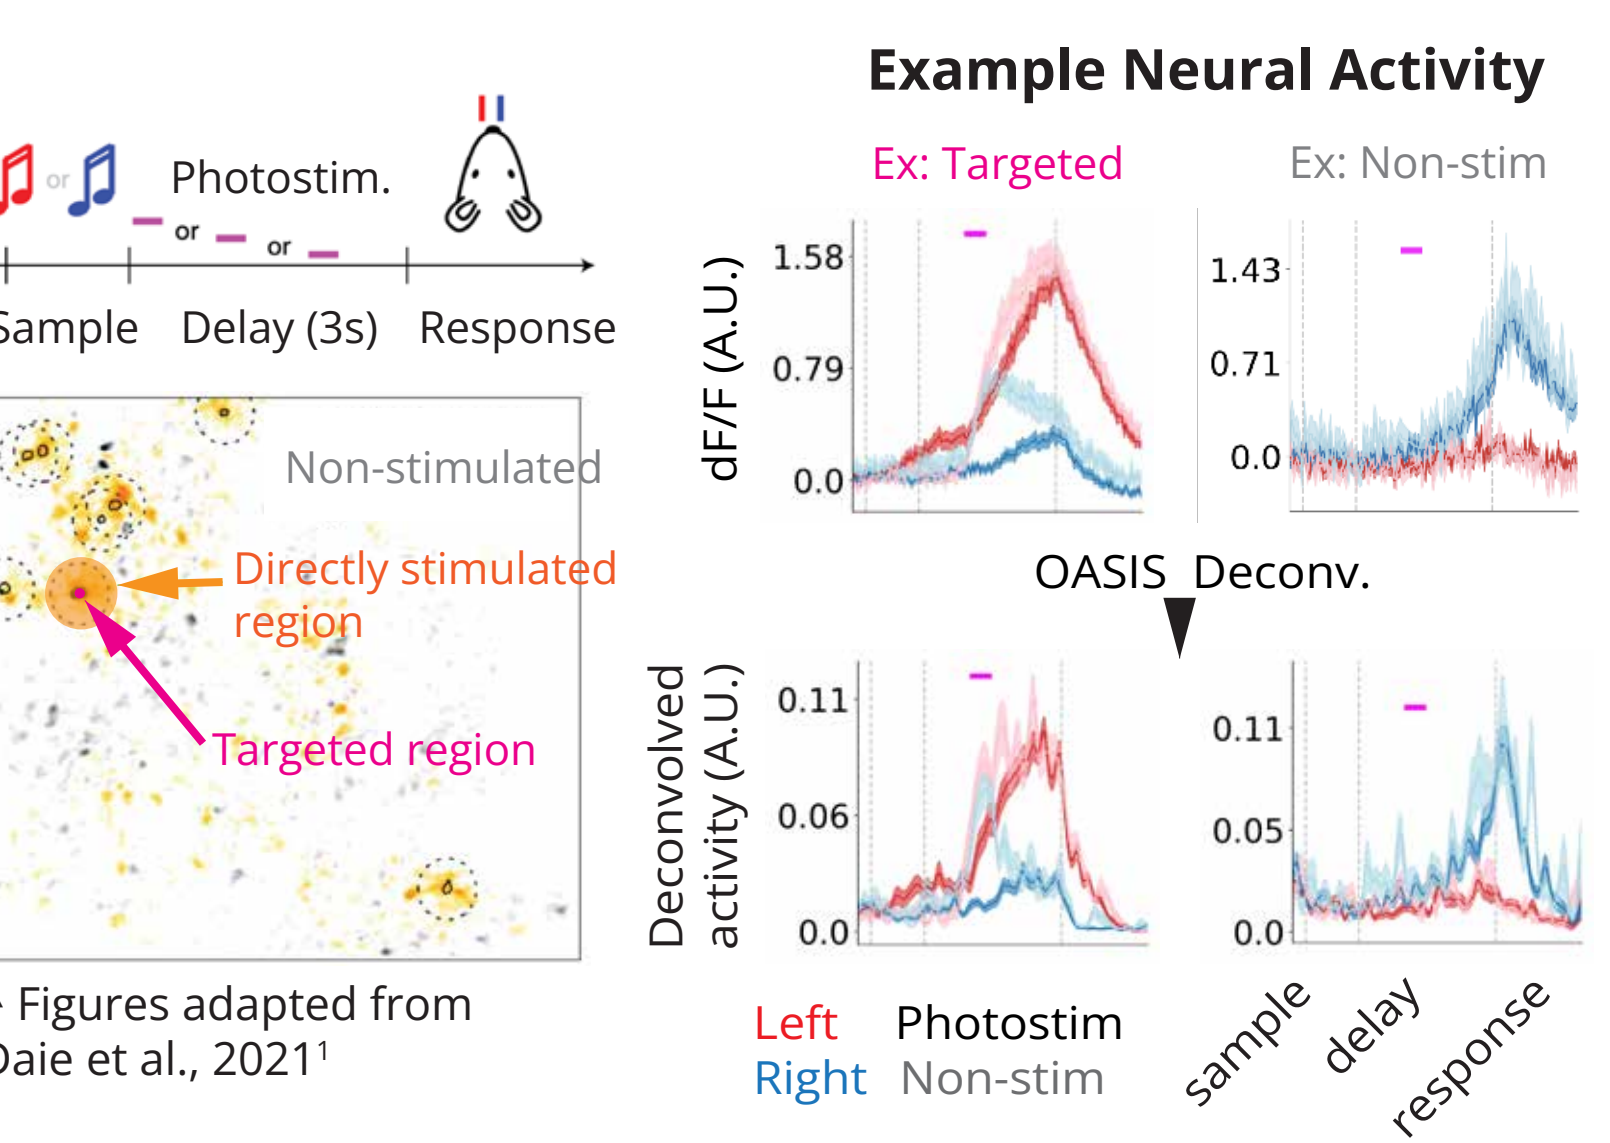 Example Neural Activity
or
Photostim.
or
or
Sample
Delay (3s)
Response
Ex: Targeted
Ex: Non-stim
dF/F (A.U.)
1.58
0.79
0.0
1.43
0.71
0.0
Non-stimulated
Directly stimulated
region
Targeted region
OASIS Deconv.
Deconvolved
activity (A.U.)
0.11
0.06
0.0
0.11
0.05
0.0
Figures adapted from
Daie et al., 2021¹
Left
Photostim
Right
Non-stim
sample
delay
response